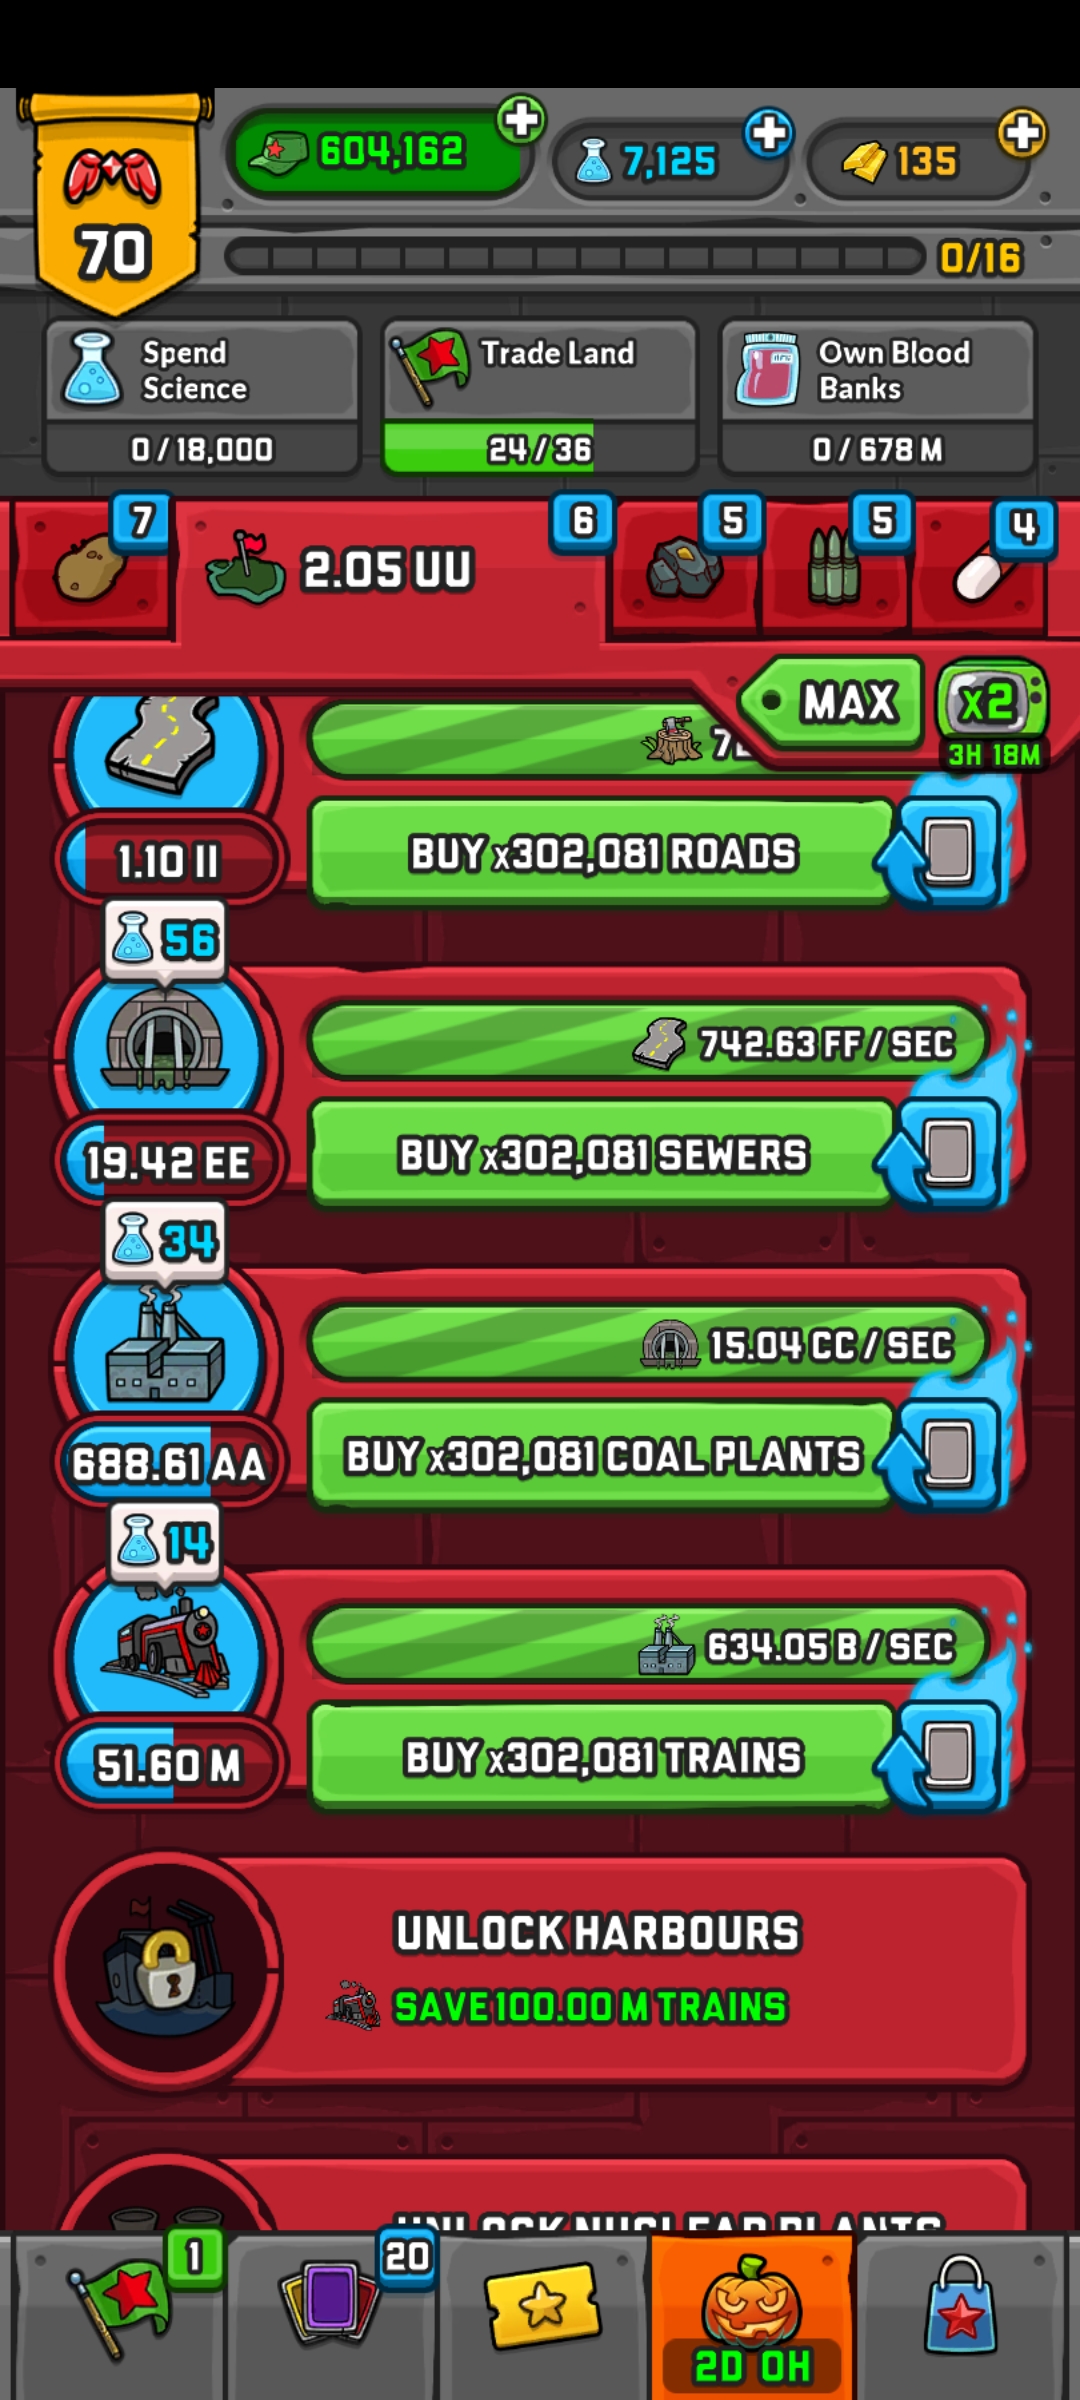 604,162
7,125
135
70
0/16
Spend
Science
0/18,000
Trade Land
24/36
Own Blood
Banks
0/678 M
7
2.05 UU
6
5
5
4
MAX
x2
3H 18M
1.10 II
BUY x302,081 ROADS
56
742.63 FF/SEC
19.42 EE
BUY x302,081 SEWERS
34
15.04 CC/SEC
688.61 AA
BUY x302,081 COAL PLANTS
14
634.05 B/SEC
51.60 M
BUY x302,081 TRAINS
UNLOCK HARBOURS
SAVE 100.00 M TRAINS
UNLOCK NUCLEAR PLANTS
1
20
2D 0H